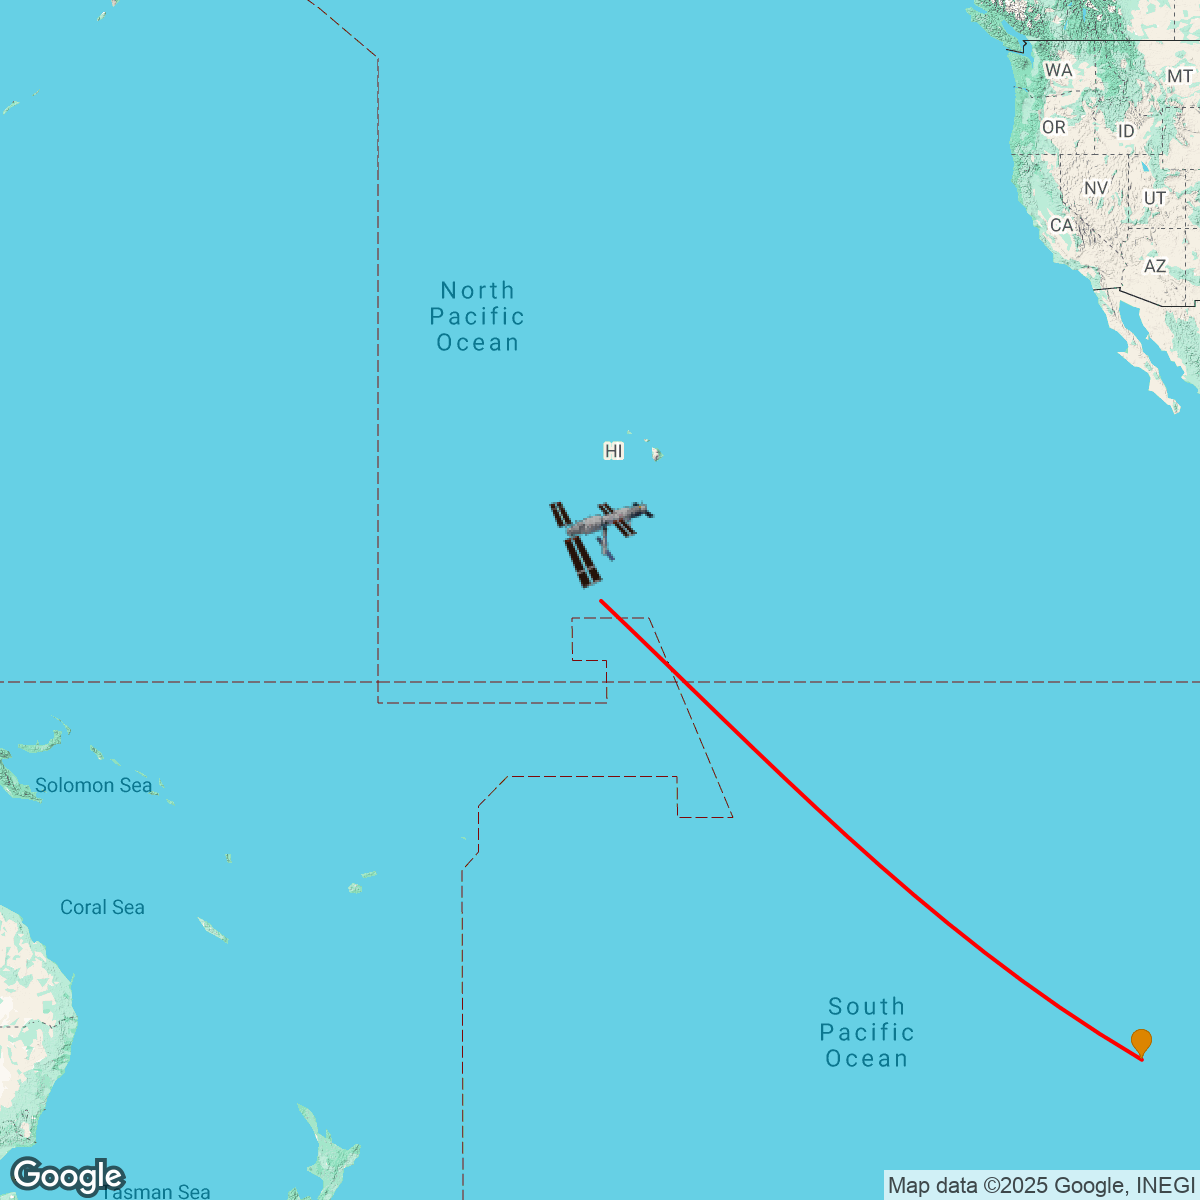 WA
MT
OR
ID
NV
UT
CA
AZ
North
Pacific
Ocean
HI
Solomon Sea
Coral Sea
South
Pacific
Ocean
Google
Tasman Sea
Map data ©2025 Google, INEGI